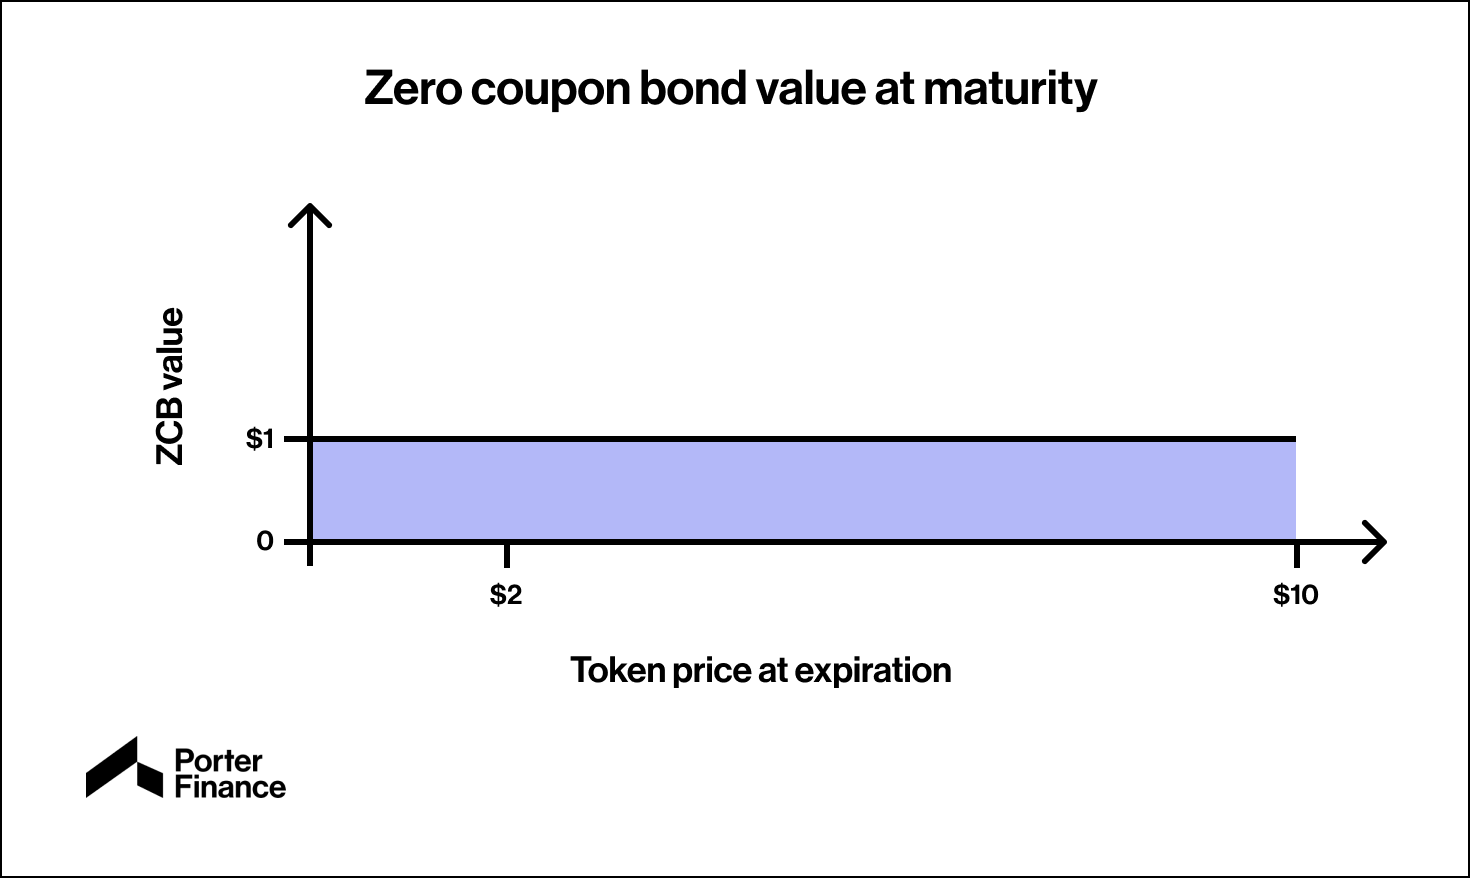 Zero coupon bond value at maturity
ZCB value
$1
0
$2
$10
Token price at expiration
Porter
Finance